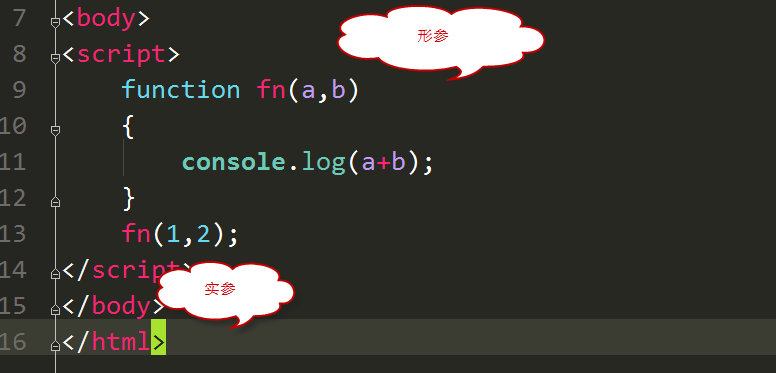 形参
7 <body>
8 <script>
9 function fn(a,b)
10 {
11 console.log(a+b);
12 }
13 fn(1,2);
14 </script>
实参
15 </body>
16 </html>